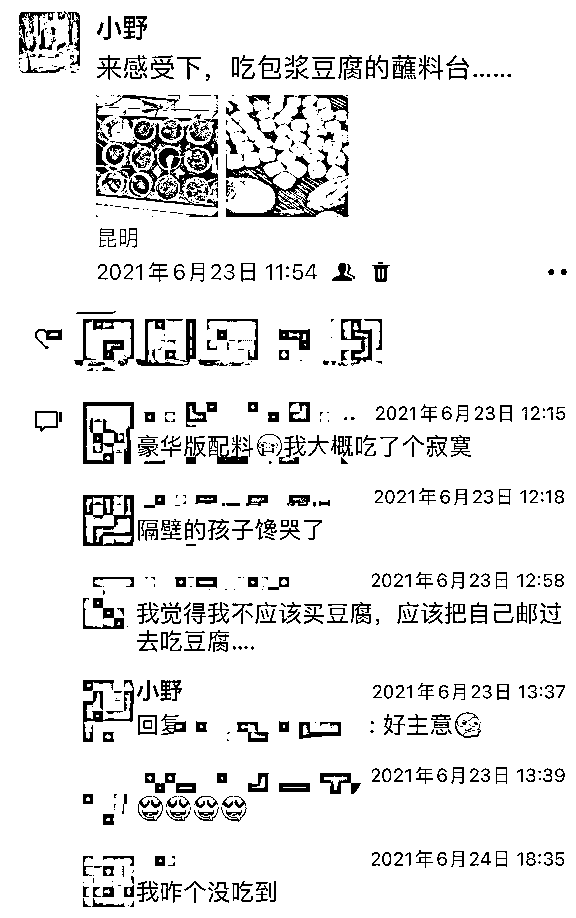 小野
来感受下，吃包浆豆腐的蘸料台......
昆明
2021年6月23日 11:54
2021年6月23日 12:15
豪华版配料我大概吃了个寂寞
2021年6月23日 12:18
隔壁的孩子馋哭了
2021年6月23日 12:58
我觉得我不应该买豆腐，应该把自己邮过
去吃豆腐....
小野 2021年6月23日 13:37
回复 : 好主意
2021年6月23日 13:39
2021年6月24日 18:35
我咋个没吃到